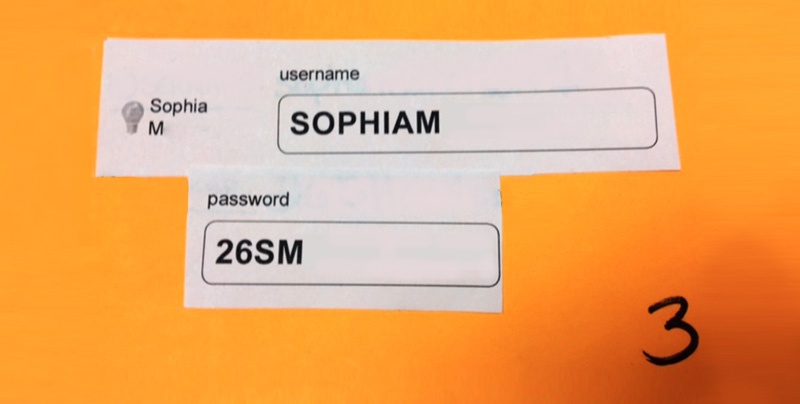 username
Sophia
M
SOPHIAM
password
26SM
3